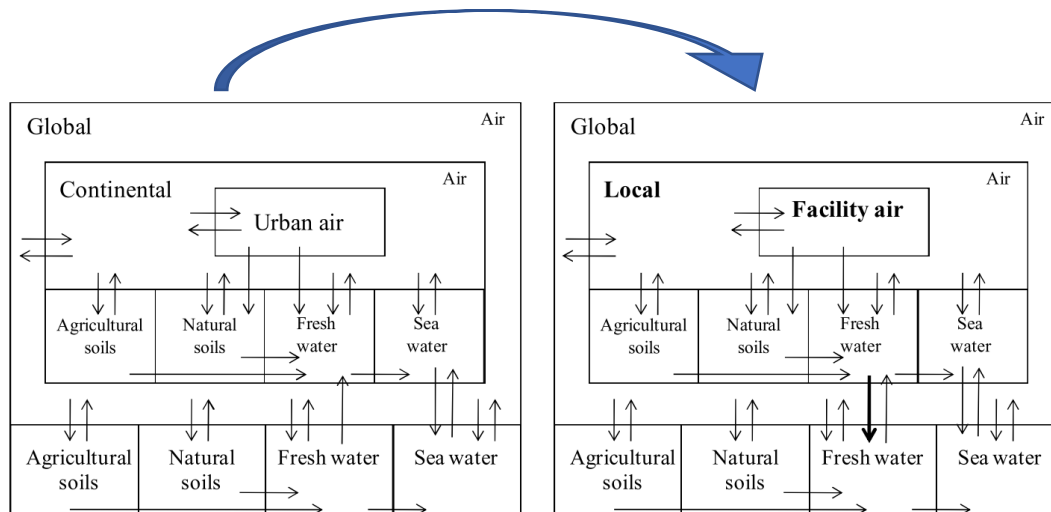 Global
Air
Continental
Air
Urban air
Agricultural
soils
Natural
soils
Fresh
water
Sea
water
Agricultural
soils
Natural
soils
Fresh water
Sea water
Global
Air
Local
Air
Facility air
Agricultural
soils
Natural
soils
Fresh
water
Sea
water
Agricultural
soils
Natural
soils
Fresh water
Sea water